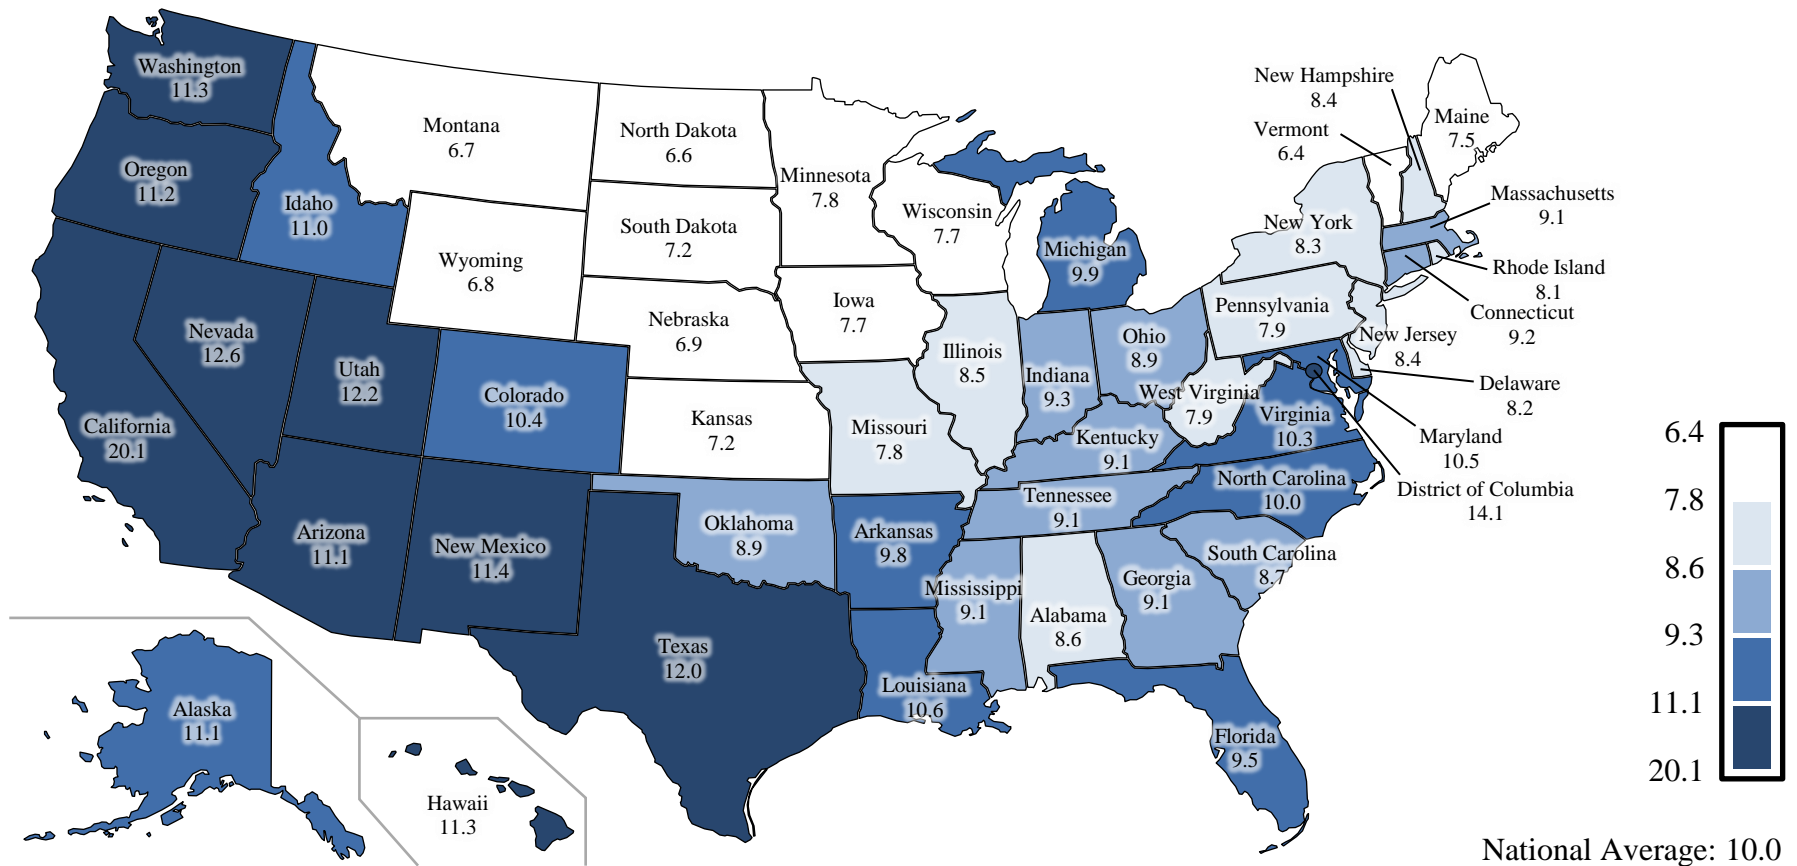 Washington
11.3
Oregon
11.2
Idaho
11.0
Montana
6.7
North Dakota
6.6
Minnesota
7.8
Wyoming
6.8
South Dakota
7.2
Wisconsin
7.7
Michigan
9.9
New Hampshire
8.4
Vermont
6.4
Maine
7.5
New York
8.3
Massachusetts
9.1
Rhode Island
8.1
Connecticut
9.2
Nevada
12.6
Utah
12.2
Colorado
10.4
California
20.1
Nebraska
6.9
Iowa
7.7
Illinois
8.5
Indiana
9.3
Ohio
8.9
Pennsylvania
7.9
New Jersey
8.4
Delaware
8.2
Maryland
10.5
District of Columbia
14.1
Kansas
7.2
Missouri
7.8
Kentucky
9.1
West Virginia
7.9
Virginia
10.3
North Carolina
10.0
Tennessee
9.1
Arizona
11.1
New Mexico
11.4
Oklahoma
8.9
Arkansas
9.8
Mississippi
9.1
Alabama
8.6
Georgia
9.1
South Carolina
8.7
Texas
12.0
Louisiana
10.6
Florida
9.5
Alaska
11.1
Hawaii
11.3
6.4
7.8
8.6
9.3
11.1
20.1
National Average: 10.0